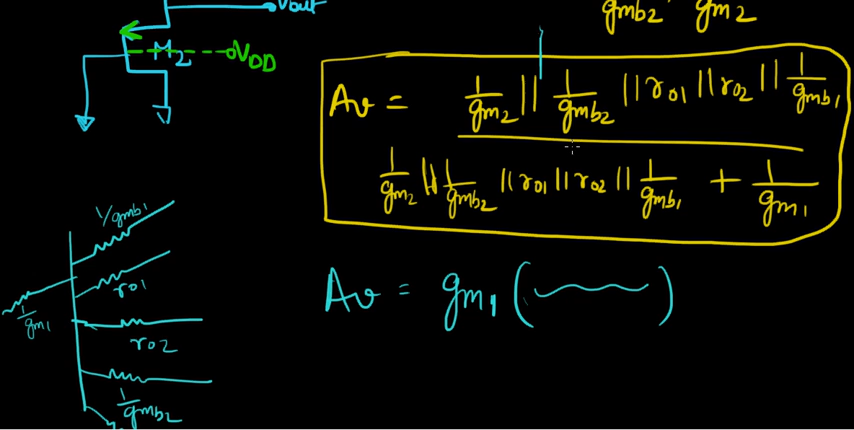 Vout
gmb2 gm2
M2 VDD
Av = 1/gm2 || 1/gmb2 || ro1 || ro2 || 1/gmb1
1/gm2 || 1/gmb2 || ro1 || ro2 || 1/gmb1 + 1/gm1
1/gmb1
ro1
1/gm1
Av = gm1 ( )
ro2
1/gmb2